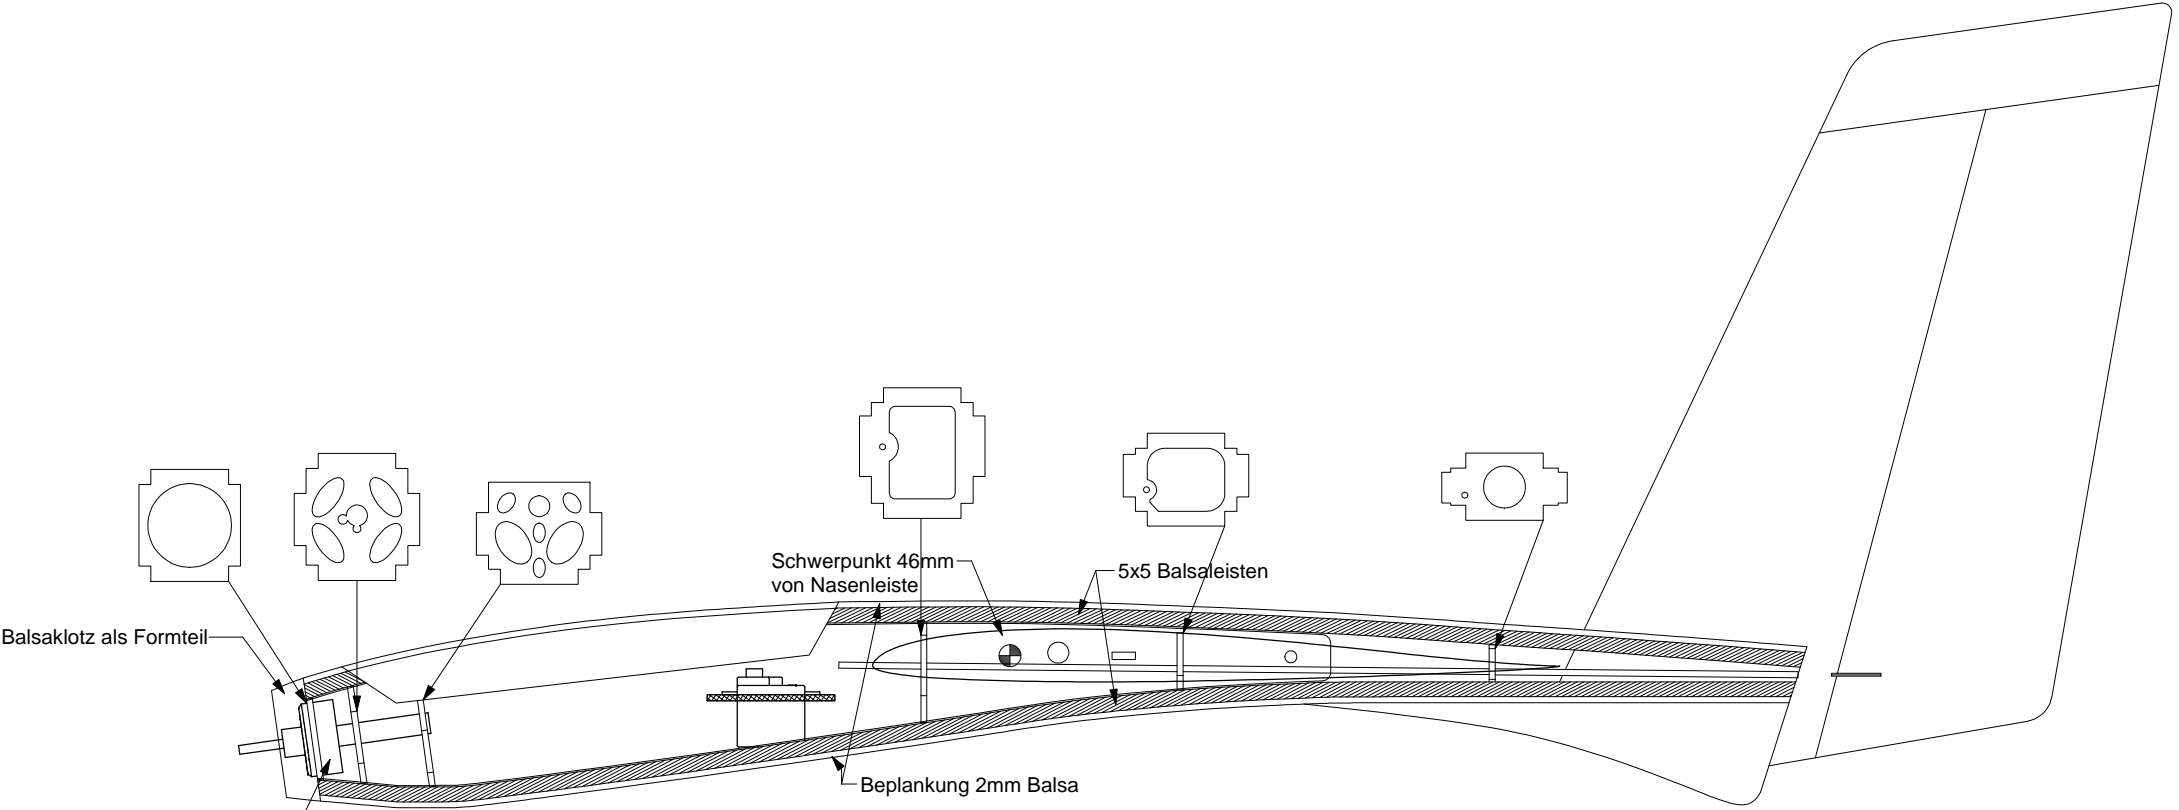 Schwerpunkt 46mm
von Nasenleiste
5x5 Balsaleisten
Balsaklotz als Formteil
Beplankung 2mm Balsa